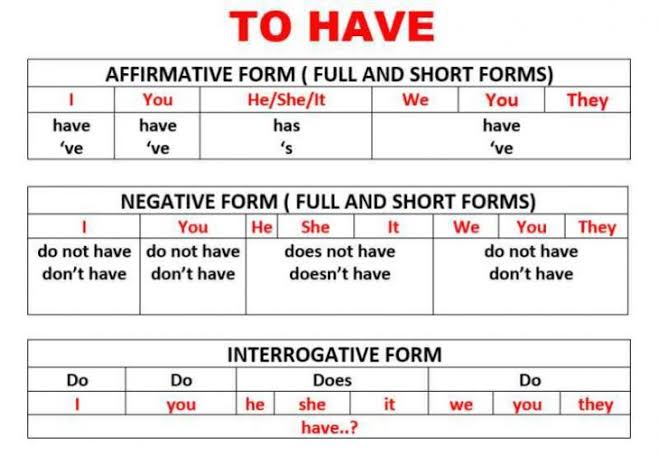 TO HAVE
AFFIRMATIVE FORM ( FULL AND SHORT FORMS)
I You He/She/It We You They
have have has have
‘ve ‘ve ‘s ‘ve
NEGATIVE FORM ( FULL AND SHORT FORMS)
I You He She It We You They
do not have do not have does not have do not have
don’t have don’t have doesn’t have don’t have
INTERROGATIVE FORM
Do Do Does Do
I you he she it we you they
have..?